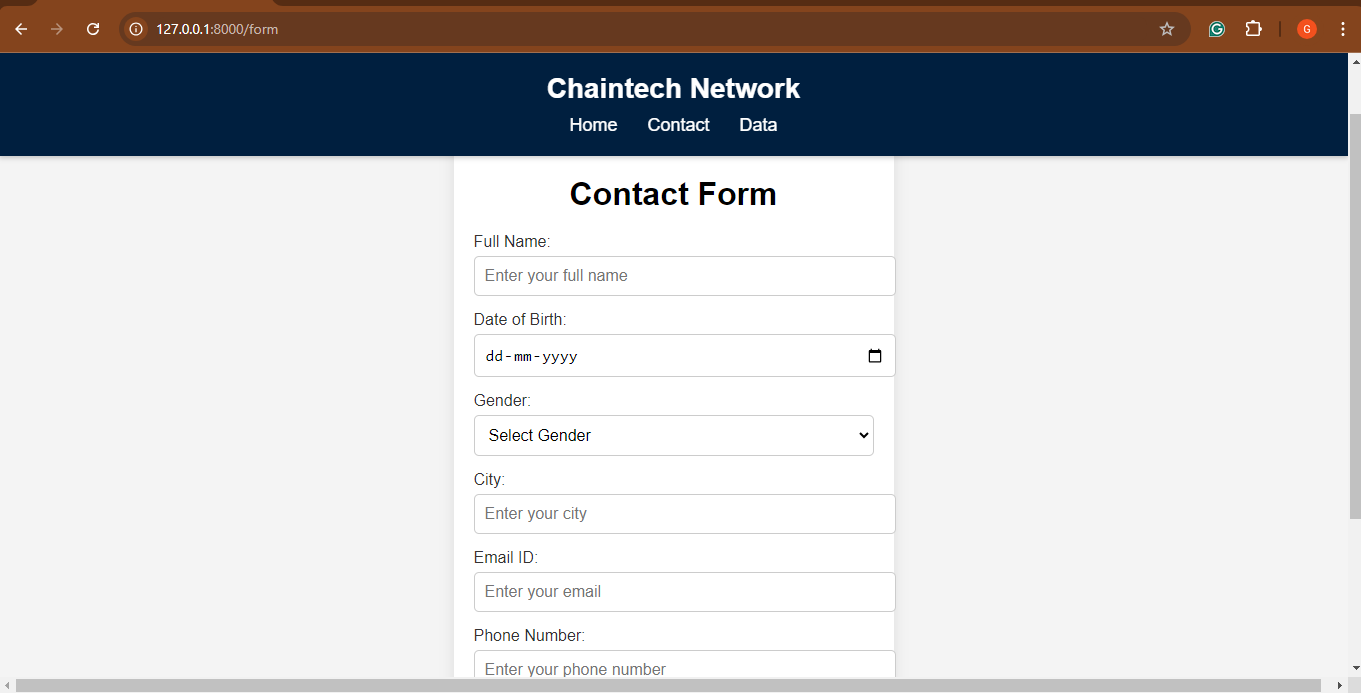 127.0.0.1:8000/form
G
G
Chaintech Network
Home Contact Data
Contact Form
Full Name:
Enter your full name
Date of Birth:
dd-mm-yyyy
Gender:
Select Gender
City:
Enter your city
Email ID:
Enter your email
Phone Number:
Enter your phone number